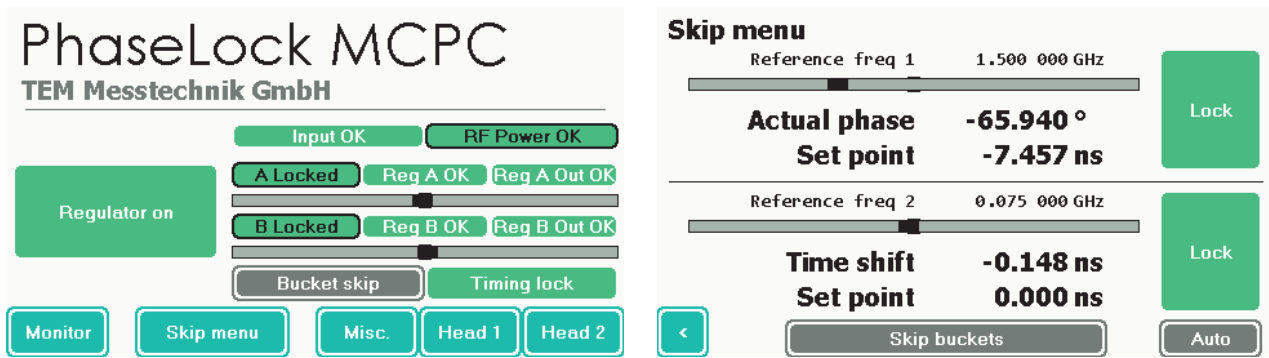 PhaseLock MCPC
TEM Messtechnik GmbH
Input OK RF Power OK
A Locked Reg A OK Reg A Out OK
Regulator on
B Locked Reg B OK Reg B Out OK
Bucket skip Timing lock
Monitor Skip menu Misc. Head 1 Head 2
Skip menu
Reference freq 1 1.500 000 GHz
Lock
Actual phase -65.940 °
Set point -7.457 ns
Reference freq 2 0.075 000 GHz
Lock
Time shift -0.148 ns
Set point 0.000 ns
< Skip buckets Auto